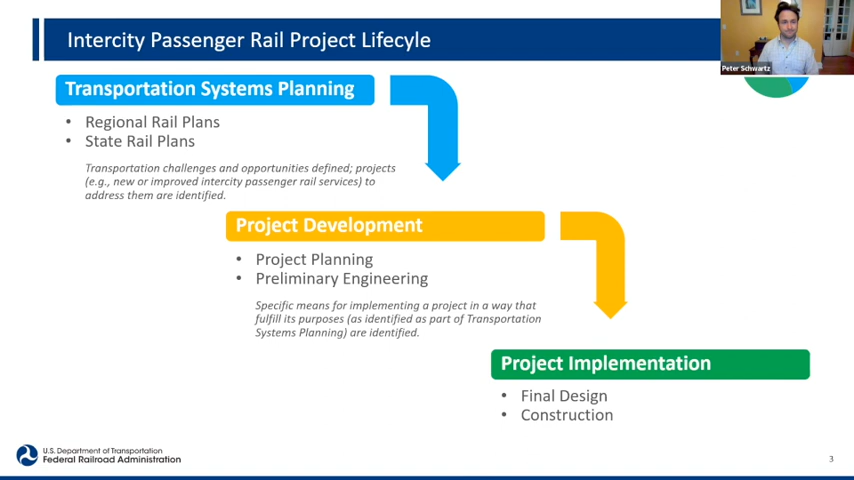 Intercity Passenger Rail Project Lifecyle
Peter Schwartz
Transportation Systems Planning
• Regional Rail Plans
• State Rail Plans
Transportation challenges and opportunities defined; projects
(e.g., new or improved intercity passenger rail services) to
address them are identified.
Project Development
• Project Planning
• Preliminary Engineering
Specific means for implementing a project in a way that
fulfill its purposes (as identified as part of Transportation
Systems Planning) are identified.
Project Implementation
• Final Design
• Construction
U.S. Department of Transportation
Federal Railroad Administration
3